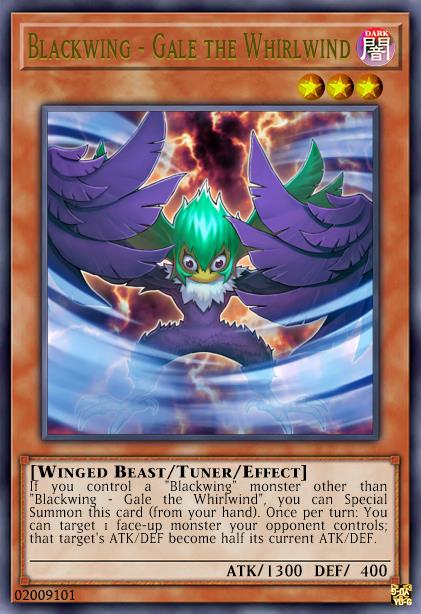 Blackwing - Gale the Whirlwind
DARK
闇
[Winged Beast/Tuner/Effect]
If you control a "Blackwing" monster other than
"Blackwing - Gale the Whirlwind", you can Special
Summon this card (from your hand). Once per turn: You
can target 1 face-up monster your opponent controls;
that target's ATK/DEF become half its current ATK/DEF.
ATK/1300 DEF/ 400
02009101